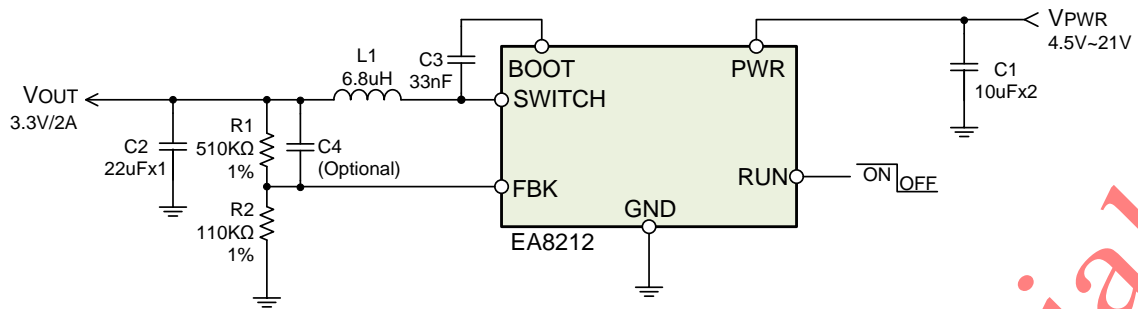 VPWR
4.5V~21V
C1
10uFx2
BOOT
PWR
SWITCH
FBK
RUN
GND
EA8212
ON
OFF
C3
33nF
L1
6.8uH
VOUT
3.3V/2A
C2
22uFx1
R1
510KΩ
1%
C4
(Optional)
R2
110KΩ
1%